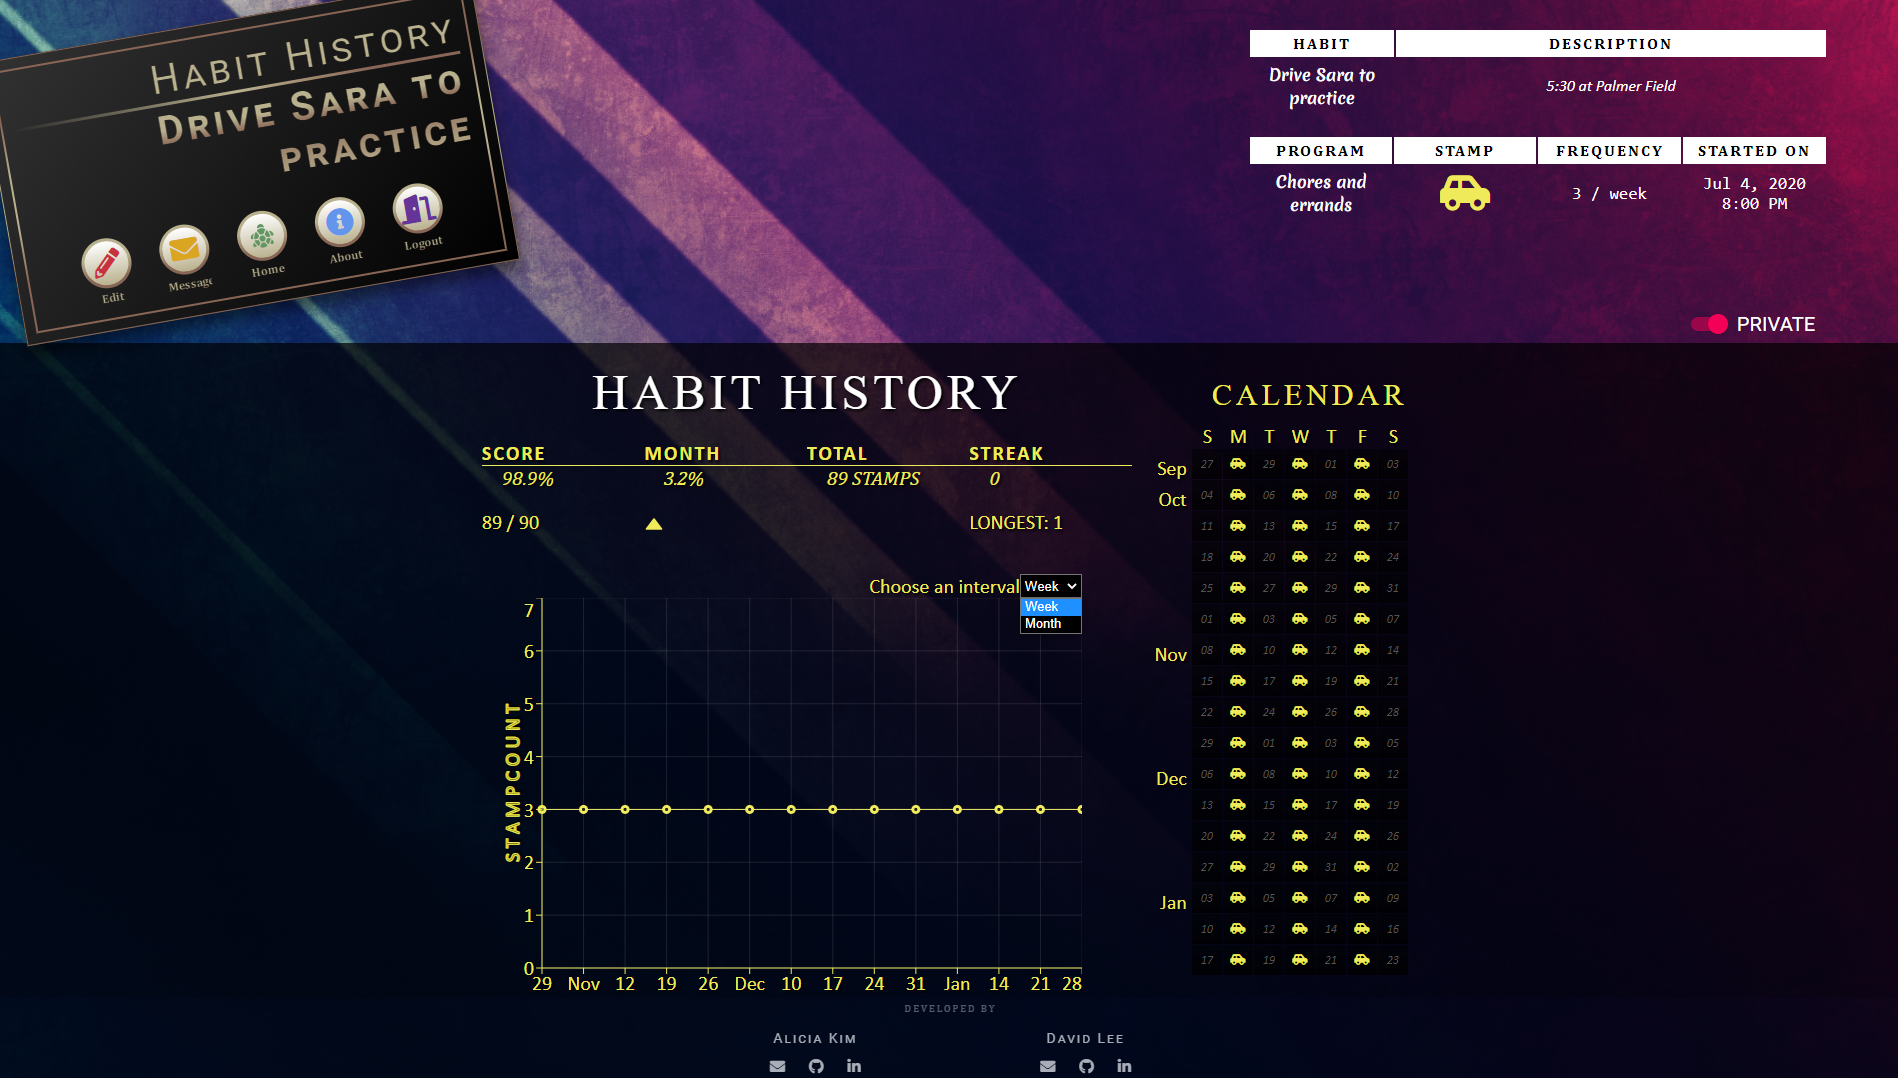 HABIT HISTORY
DRIVE SARA TO
PRACTICE
Edit
Message
Home
About
Logout
HABIT DESCRIPTION
Drive Sara to
practice
5:30 at Palmer Field
PROGRAM STAMP FREQUENCY STARTED ON
Chores and
errands
3 / week
Jul 4, 2020
8:00 PM
PRIVATE
HABIT HISTORY
SCORE MONTH TOTAL STREAK
98.9% 3.2% 89 STAMPS 0
89 / 90 LONGEST: 1
Choose an interval Week
Week
Month
STAMPCOUNT
7
6
5
4
3
2
1
0
29 Nov 12 19 26 Dec 10 17 24 31 Jan 14 21 28
CALENDAR
S M T W T F S
Sep 27 29 01 03
Oct 04 06 08 10
11 13 15 17
18 20 22 24
25 27 29 31
01 03 05 07
Nov 08 10 12 14
15 17 19 21
22 24 26 28
29 01 03 05
Dec 06 08 10 12
13 15 17 19
20 22 24 26
27 29 31 02
Jan 03 05 07 09
10 12 14 16
17 19 21 23
DEVELOPED BY
ALICIA KIM DAVID LEE